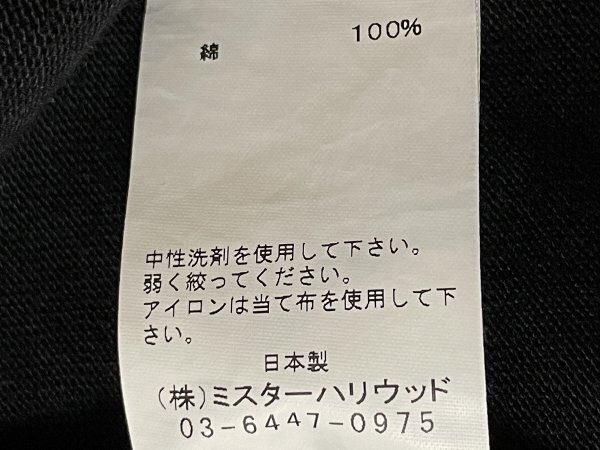 綿 100%
中性洗剤を使用して下さい。
弱く絞ってください。
アイロンは当て布を使用して下
さい。
日本製
(株)ミスターハリウッド
03-6447-0975